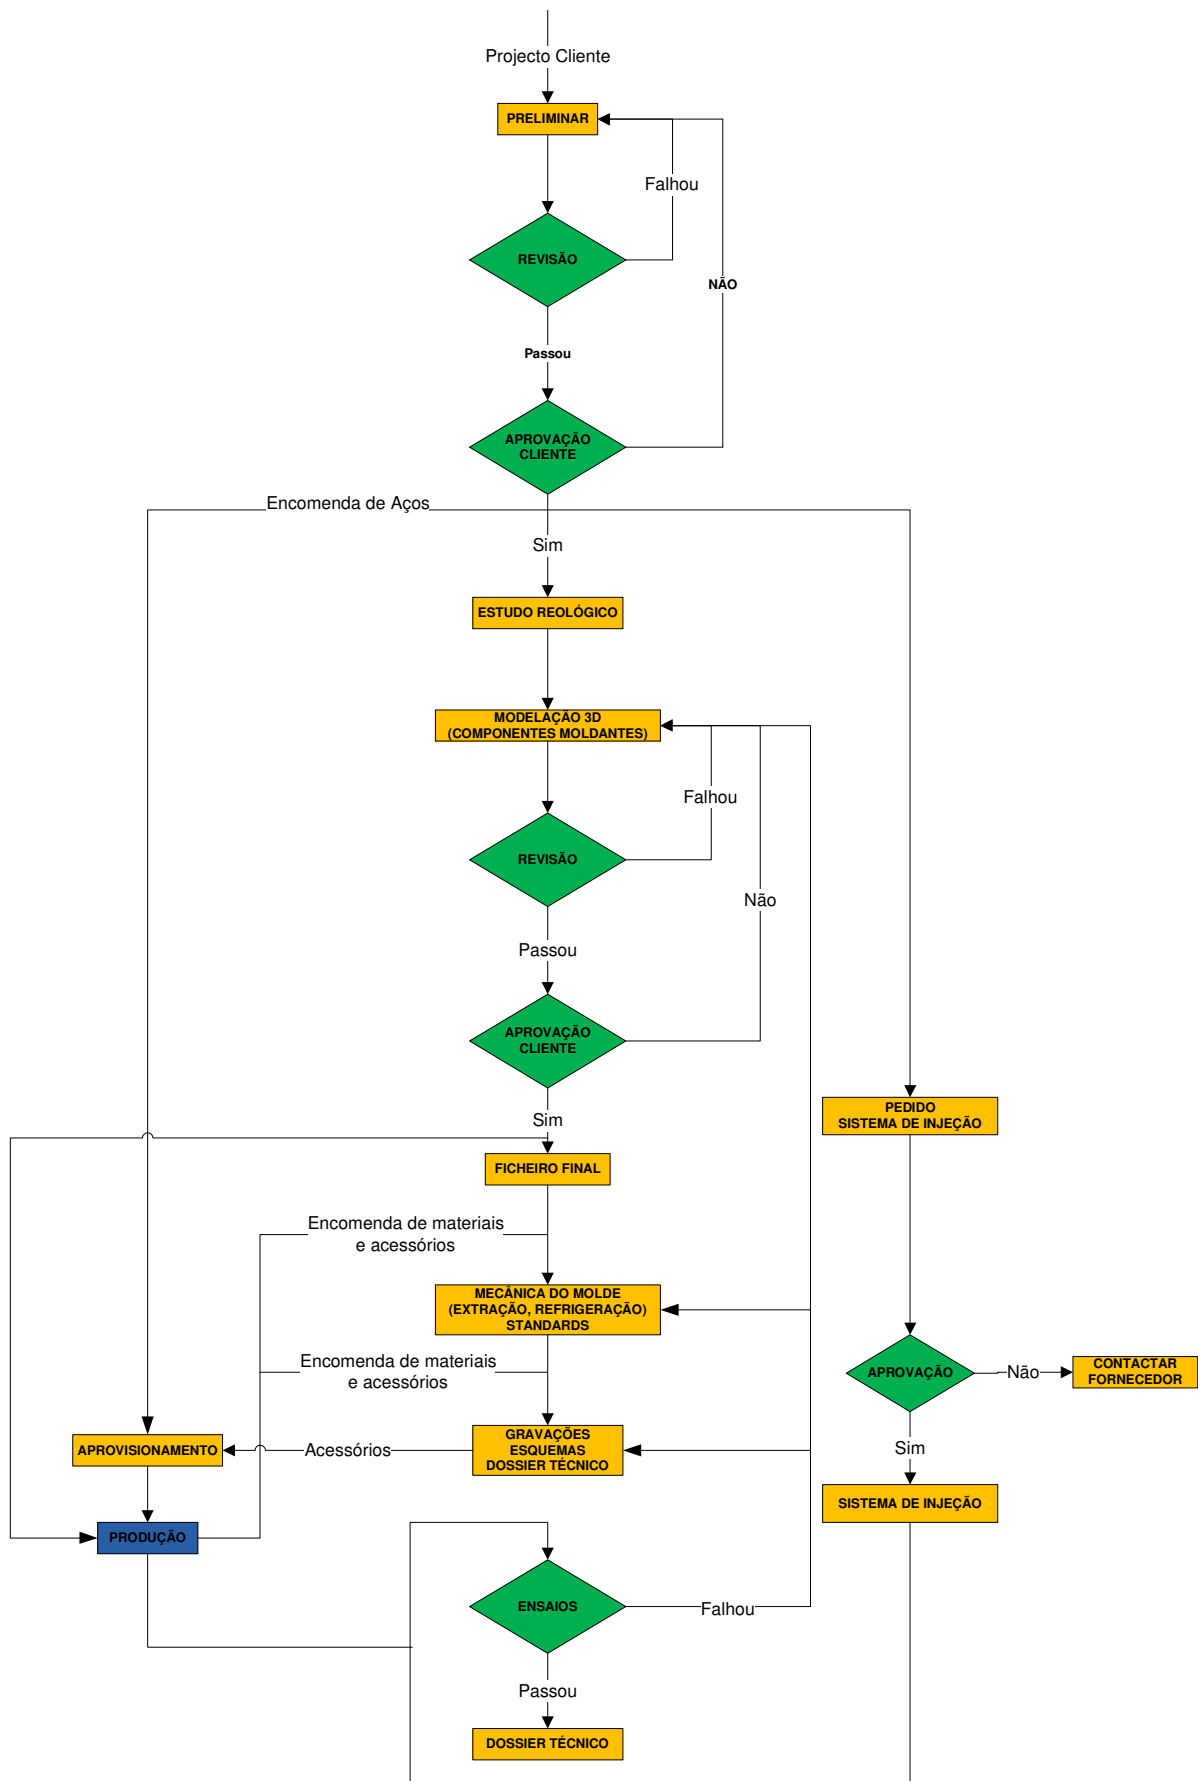 Projecto Cliente
PRELIMINAR
Falhou
REVISÃO
NÃO
Passou
APROVAÇÃO
CLIENTE
Encomenda de Aços
Sim
ESTUDO REOLÓGICO
MODELAÇÃO 3D
(COMPONENTES MOLDANTES)
Falhou
REVISÃO
Não
Passou
APROVAÇÃO
CLIENTE
Sim
PEDIDO
SISTEMA DE INJEÇÃO
FICHEIRO FINAL
Encomenda de materiais
e acessórios
MECÂNICA DO MOLDE
(EXTRAÇÃO, REFRIGERAÇÃO)
STANDARDS
Encomenda de materiais
e acessórios
APROVAÇÃO
Não
CONTACTAR
FORNECEDOR
APROVISIONAMENTO
Acessórios
GRAVAÇÕES
ESQUEMAS
DOSSIER TÉCNICO
Sim
SISTEMA DE INJEÇÃO
PRODUÇÃO
ENSAIOS
Falhou
Passou
DOSSIER TÉCNICO